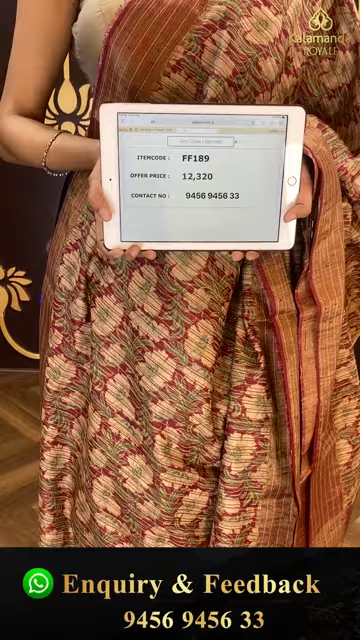 kalamandir
ROYALE
ITEMCODE : FF189
OFFER PRICE : 12,320
CONTACT NO : 9456 9456 33
Enquiry & Feedback
9456 9456 33